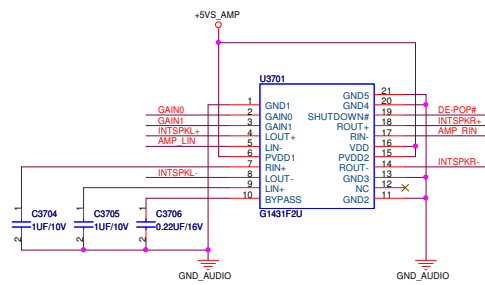 +5VS_AMP
U3701
1 GND1 GND5 21
GND4 20
GAIN0 2 GAIN0 SHUTDOWN# 19 DE-POP#
GAIN1 3 GAIN1 ROUT+ 18 INTSPKR+
INTSPKL+ 4 LOUT+ RIN- 17 AMP_RIN
AMP_LIN 5 LIN- VDD 16
6 PVDD1 PVDD2 15
7 RIN+ ROUT- 14 INTSPKR-
INTSPKL- 8 LOUT- GND3 13
9 LIN+ NC 12
10 BYPASS GND2 11
G1431F2U
1 1 1
C3704 C3705 C3706
1UF/10V 1UF/10V 0.22UF/16V
2 2 2
GND_AUDIO GND_AUDIO